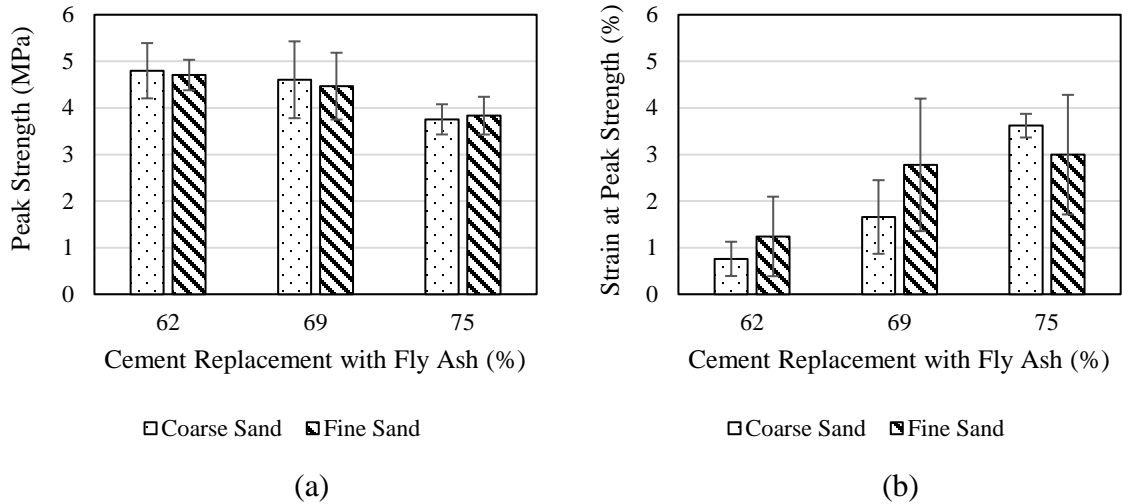 Peak Strength (MPa)
6
5
4
3
2
1
0
62 69 75
Cement Replacement with Fly Ash (%)
Coarse Sand Fine Sand
(a)
Strain at Peak Strength (%)
6
5
4
3
2
1
0
62 69 75
Cement Replacement with Fly Ash (%)
Coarse Sand Fine Sand
(b)